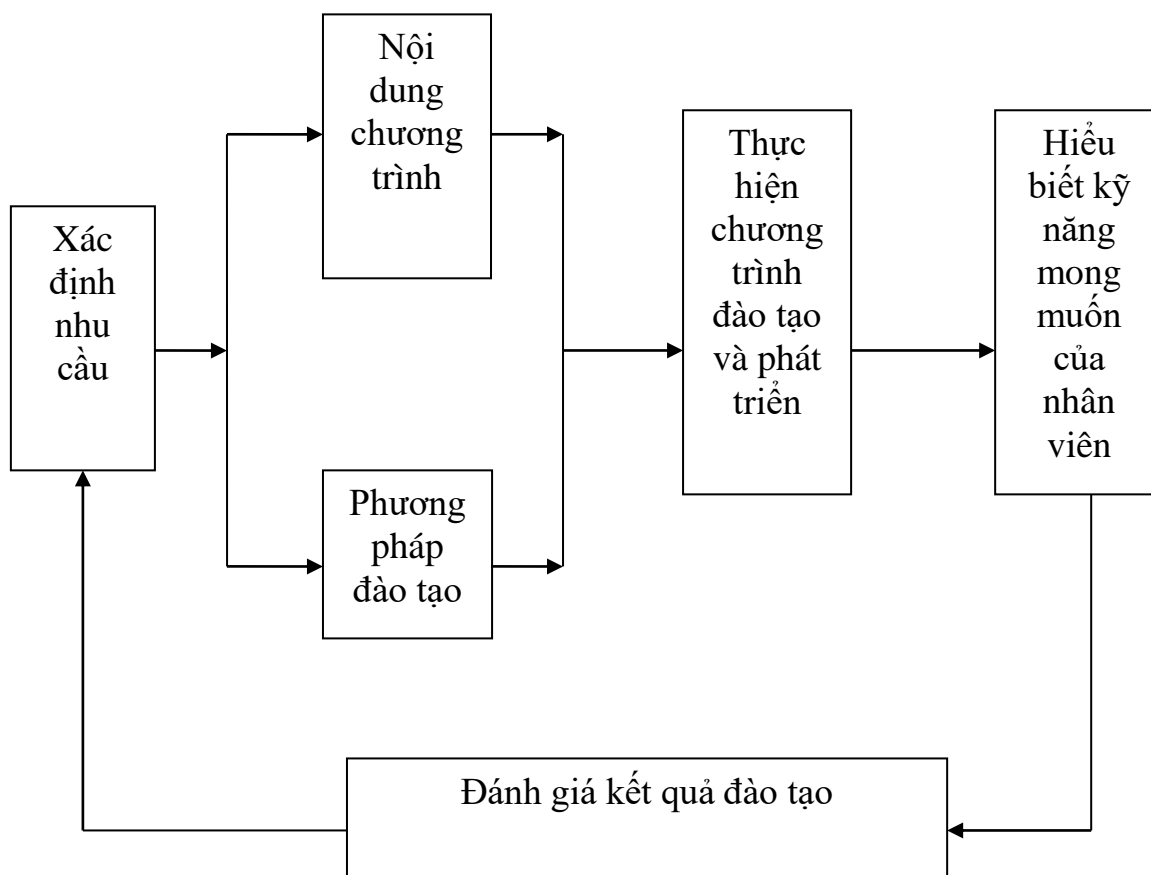 Xác
định
nhu
cầu
Nội
dung
chương
trình
Phương
pháp
đào tạo
Thực
hiện
chương
trình
đào tạo
và phát
triển
Hiểu
biết kỹ
năng
mong
muốn
của
nhân
viên
Đánh giá kết quả đào tạo